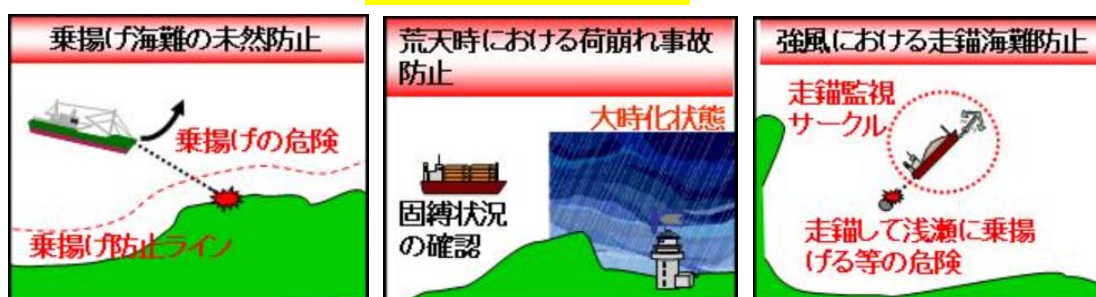 乗揚げ海難の未然防止
乗揚げの危険
乗揚げ防止ライン
荒天時における荷崩れ事故
防止
大時化状態
固縛状況
の確認
強風における走錨海難防止
走錨監視
サークル
走錨して浅瀬に乗揚
げる等の危険